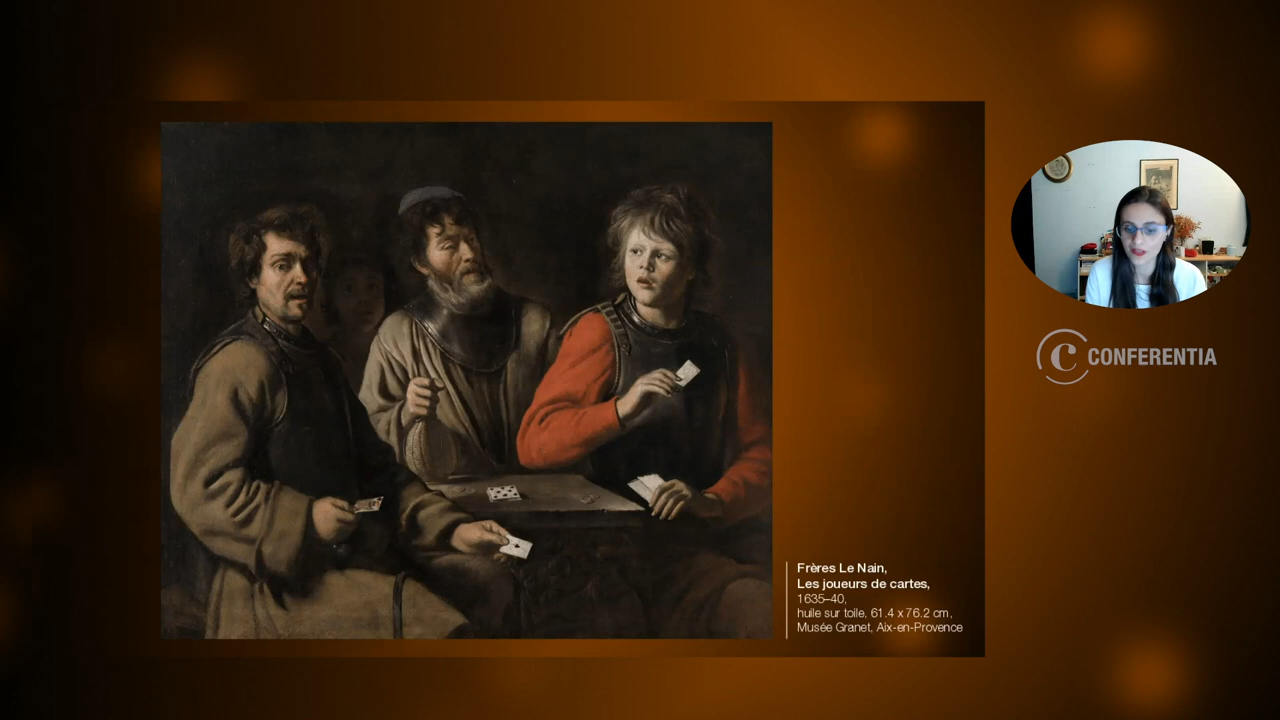 Frères Le Nain,
Les joueurs de cartes,
1635–40,
huile sur toile, 61.4 x 76.2 cm,
Musée Granet, Aix-en-Provence
C CONFERENTIA